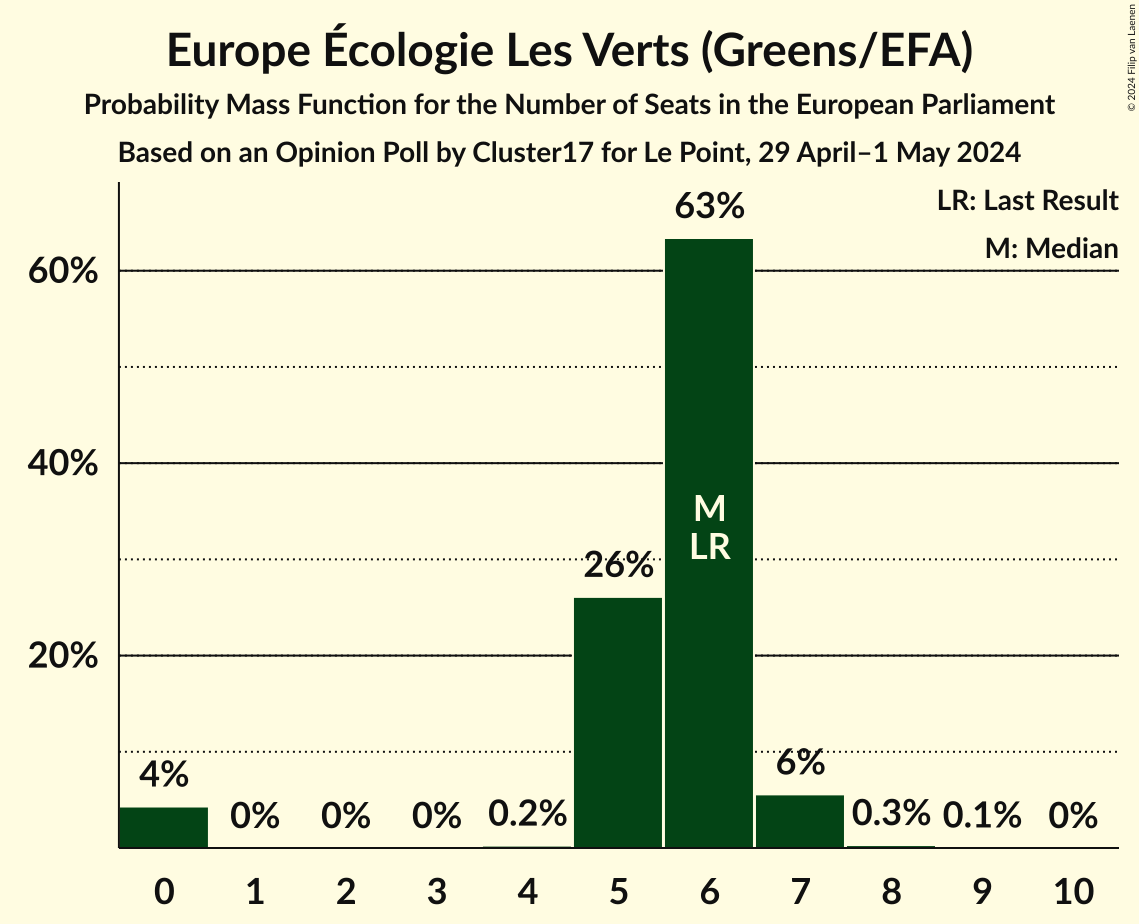 Europe Écologie Les Verts (Greens/EFA)
Probability Mass Function for the Number of Seats in the European Parliament
Based on an Opinion Poll by Cluster17 for Le Point, 29 April–1 May 2024
© 2024 Filip van Laenen
LR: Last Result
M: Median
60%
40%
20%
4%
0%
0%
0%
0.2%
26%
63%
M
LR
6%
0.3%
0.1%
0%
0 1 2 3 4 5 6 7 8 9 10